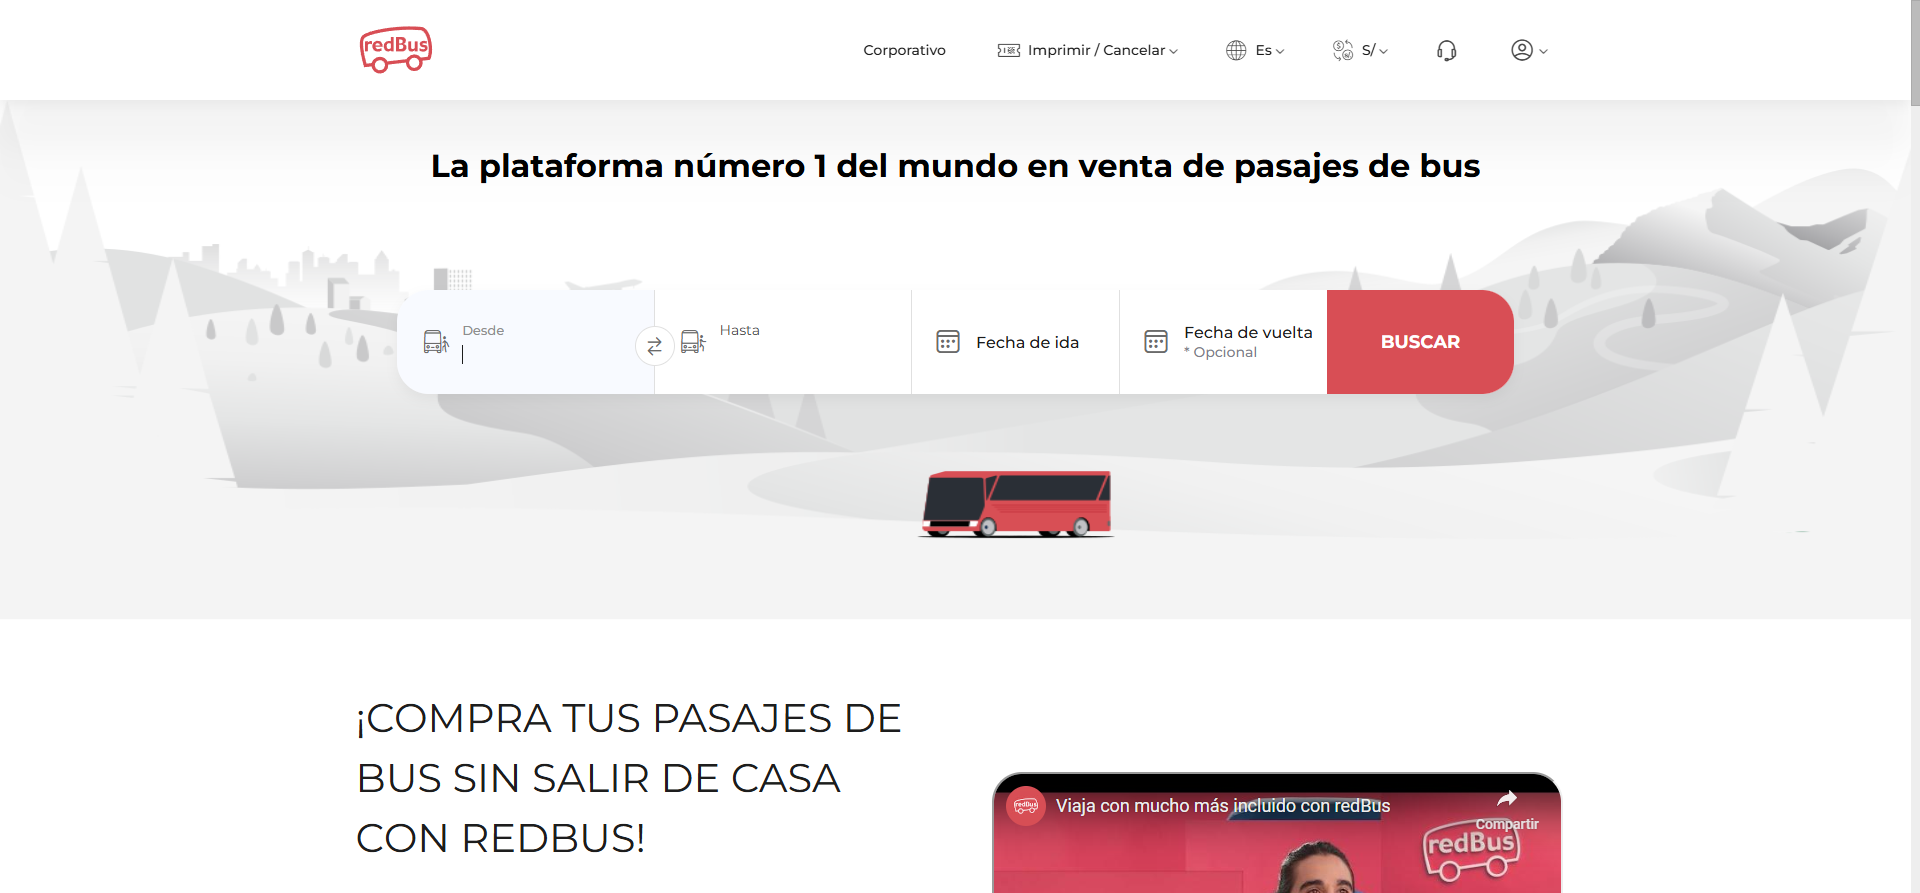 redBus
Corporativo
Imprimir / Cancelar
Es
S/
La plataforma número 1 del mundo en venta de pasajes de bus
Desde
Hasta
Fecha de ida
Fecha de vuelta
* Opcional
BUSCAR
¡COMPRA TUS PASAJES DE
BUS SIN SALIR DE CASA
CON REDBUS!
redBus
Viaja con mucho más incluido con redBus
Compartir
redBus